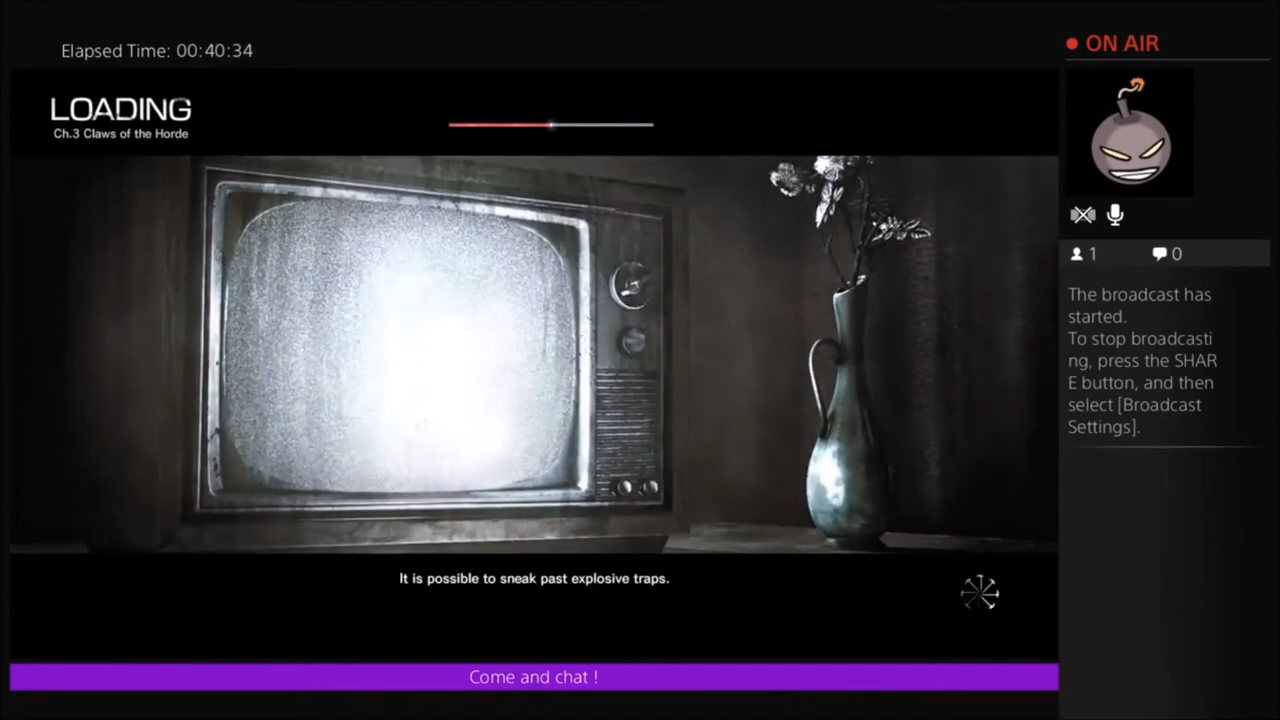 Elapsed Time: 00:40:34
ON AIR
LOADING
Ch.3 Claws of the Horde
1
0
The broadcast has
started.
To stop broadcasti
ng, press the SHAR
E button, and then
select [Broadcast
Settings].
It is possible to sneak past explosive traps.
Come and chat !